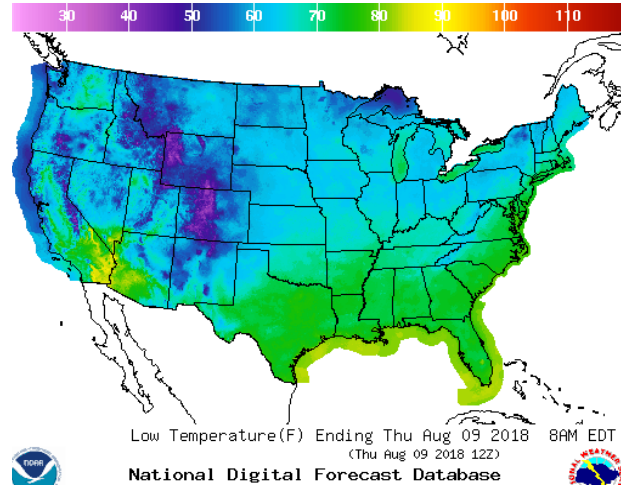 30 40 50 60 70 80 90 100 110
Low Temperature(F) Ending Thu Aug 09 2018 8AM EDT
(Thu Aug 09 2018 12Z)
National Digital Forecast Database
NOAA